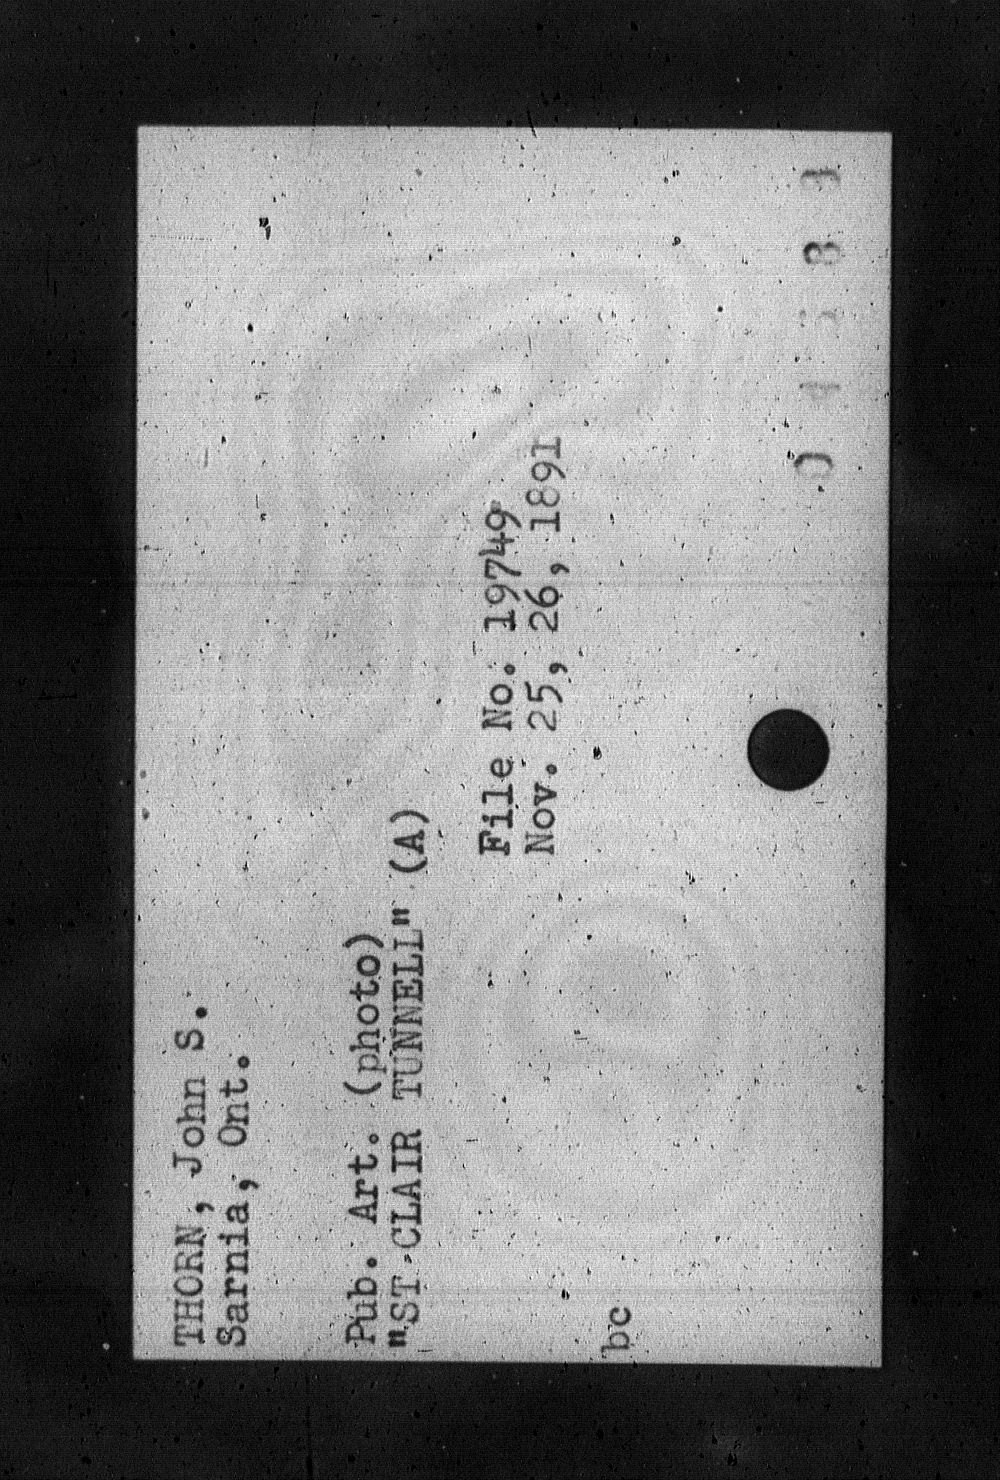 THORN, John S.
Sarnia, Ont.
Pub. Art. (photo)
"ST CLAIR TUNNELL" (A)
File No. 19749
Nov. 25, 26, 1891
bc